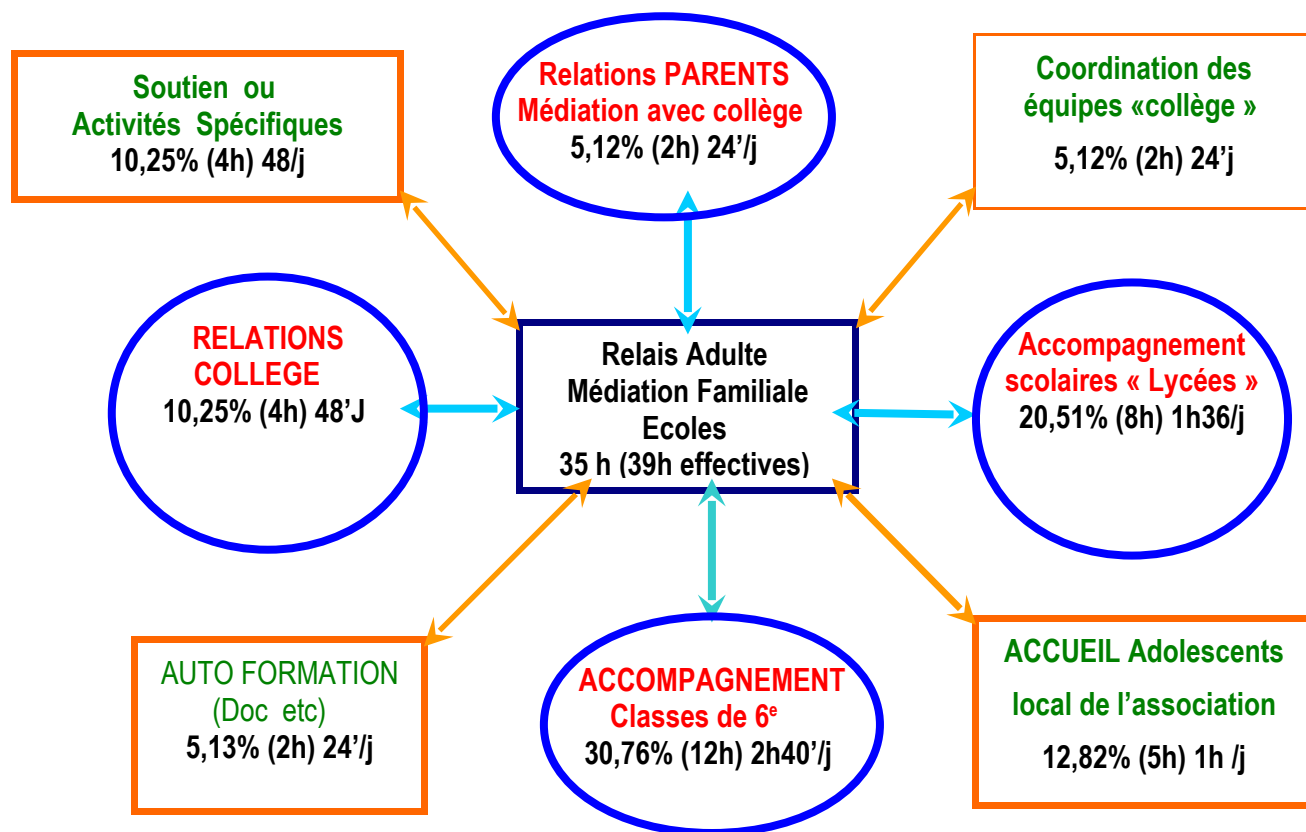 Soutien ou
Activités Spécifiques
10,25% (4h) 48/j
Relations PARENTS
Médiation avec collège
5,12% (2h) 24’/j
Coordination des
équipes «collège »
5,12% (2h) 24’j
RELATIONS
COLLEGE
10,25% (4h) 48’J
Relais Adulte
Médiation Familiale
Ecoles
35 h (39h effectives)
Accompagnement
scolaires « Lycées »
20,51% (8h) 1h36/j
AUTO FORMATION
(Doc etc)
5,13% (2h) 24’/j
ACCOMPAGNEMENT
Classes de 6e
30,76% (12h) 2h40’/j
ACCUEIL Adolescents
local de l’association
12,82% (5h) 1h /j